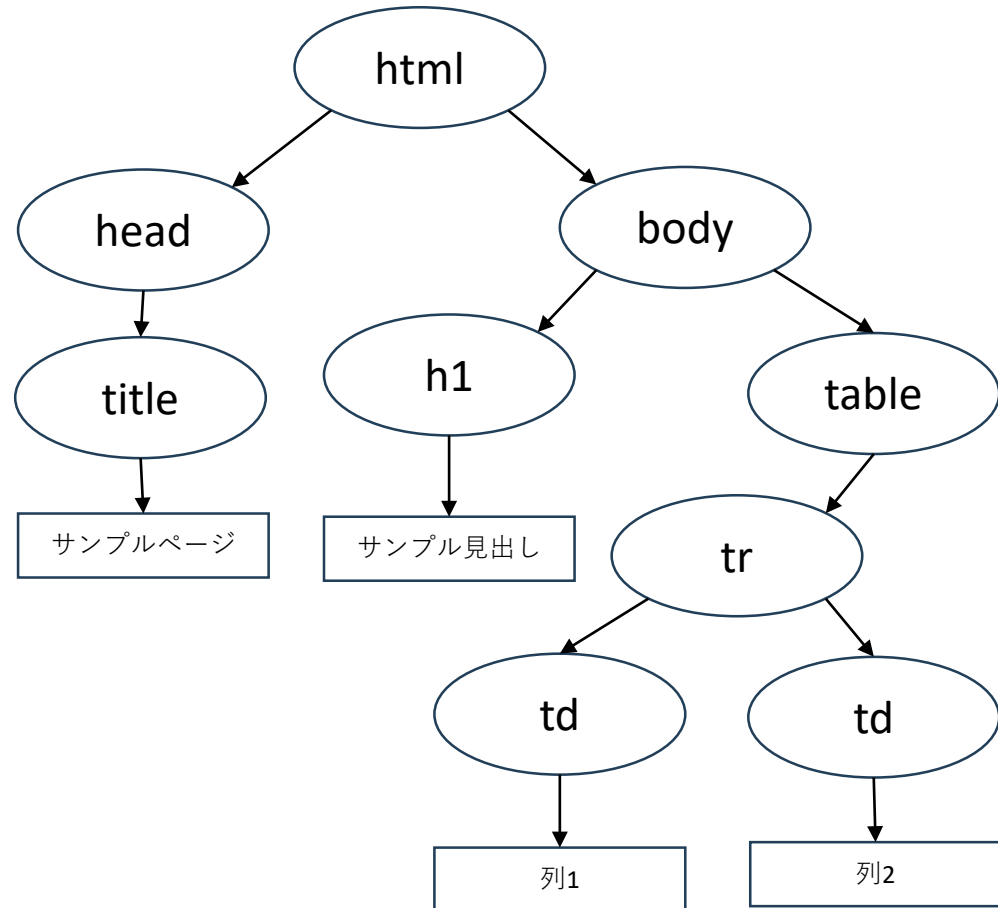 html
head
body
title
h1
table
サンプルページ
サンプル見出し
tr
td
td
列1
列2